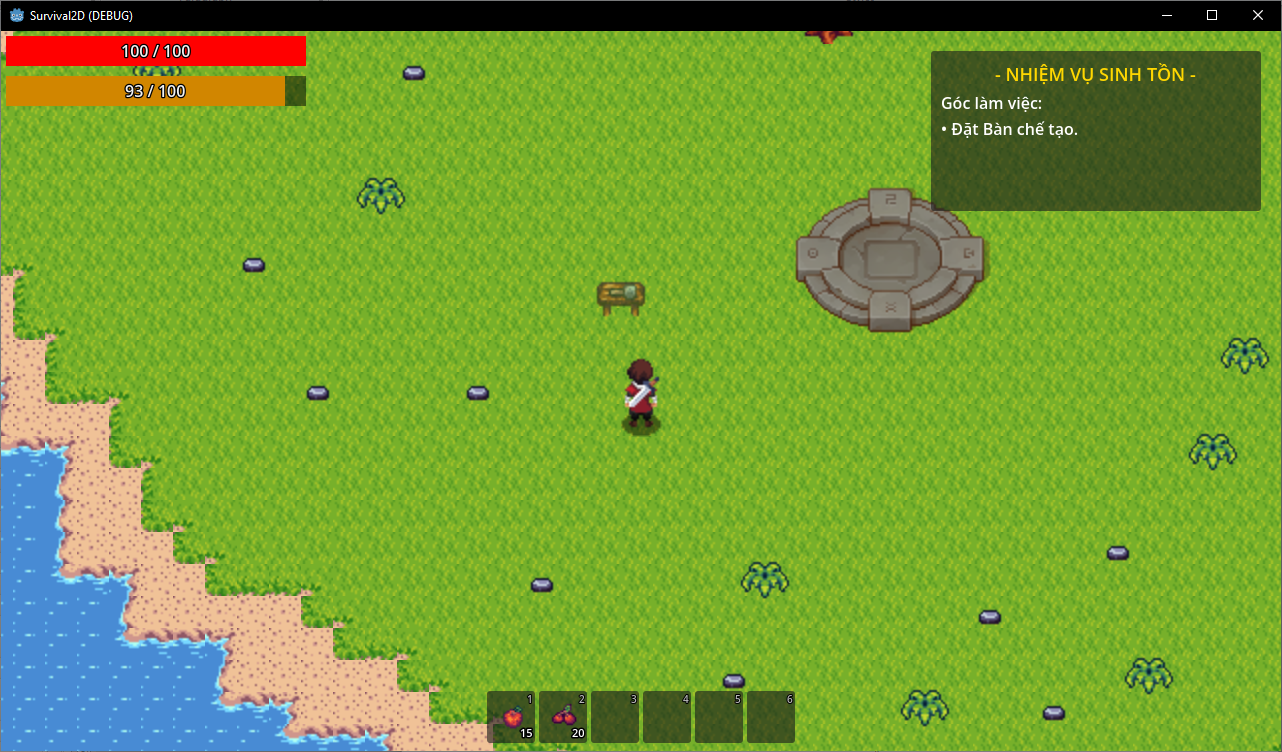 Survival2D (DEBUG)
100 / 100
93 / 100
- NHIỆM VỤ SINH TỒN -
Góc làm việc:
• Đặt Bàn chế tạo.
1 2 3 4 5 6
15 20